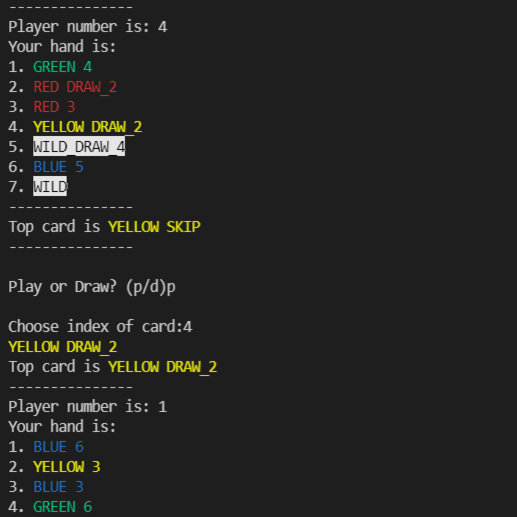 ---------------
Player number is: 4
Your hand is:
1. GREEN 4
2. RED DRAW_2
3. RED 3
4. YELLOW DRAW_2
5. WILD_DRAW_4
6. BLUE 5
7. WILD
---------------
Top card is YELLOW SKIP
---------------
Play or Draw? (p/d)p
Choose index of card:4
YELLOW DRAW_2
Top card is YELLOW DRAW_2
---------------
Player number is: 1
Your hand is:
1. BLUE 6
2. YELLOW 3
3. BLUE 3
4. GREEN 6